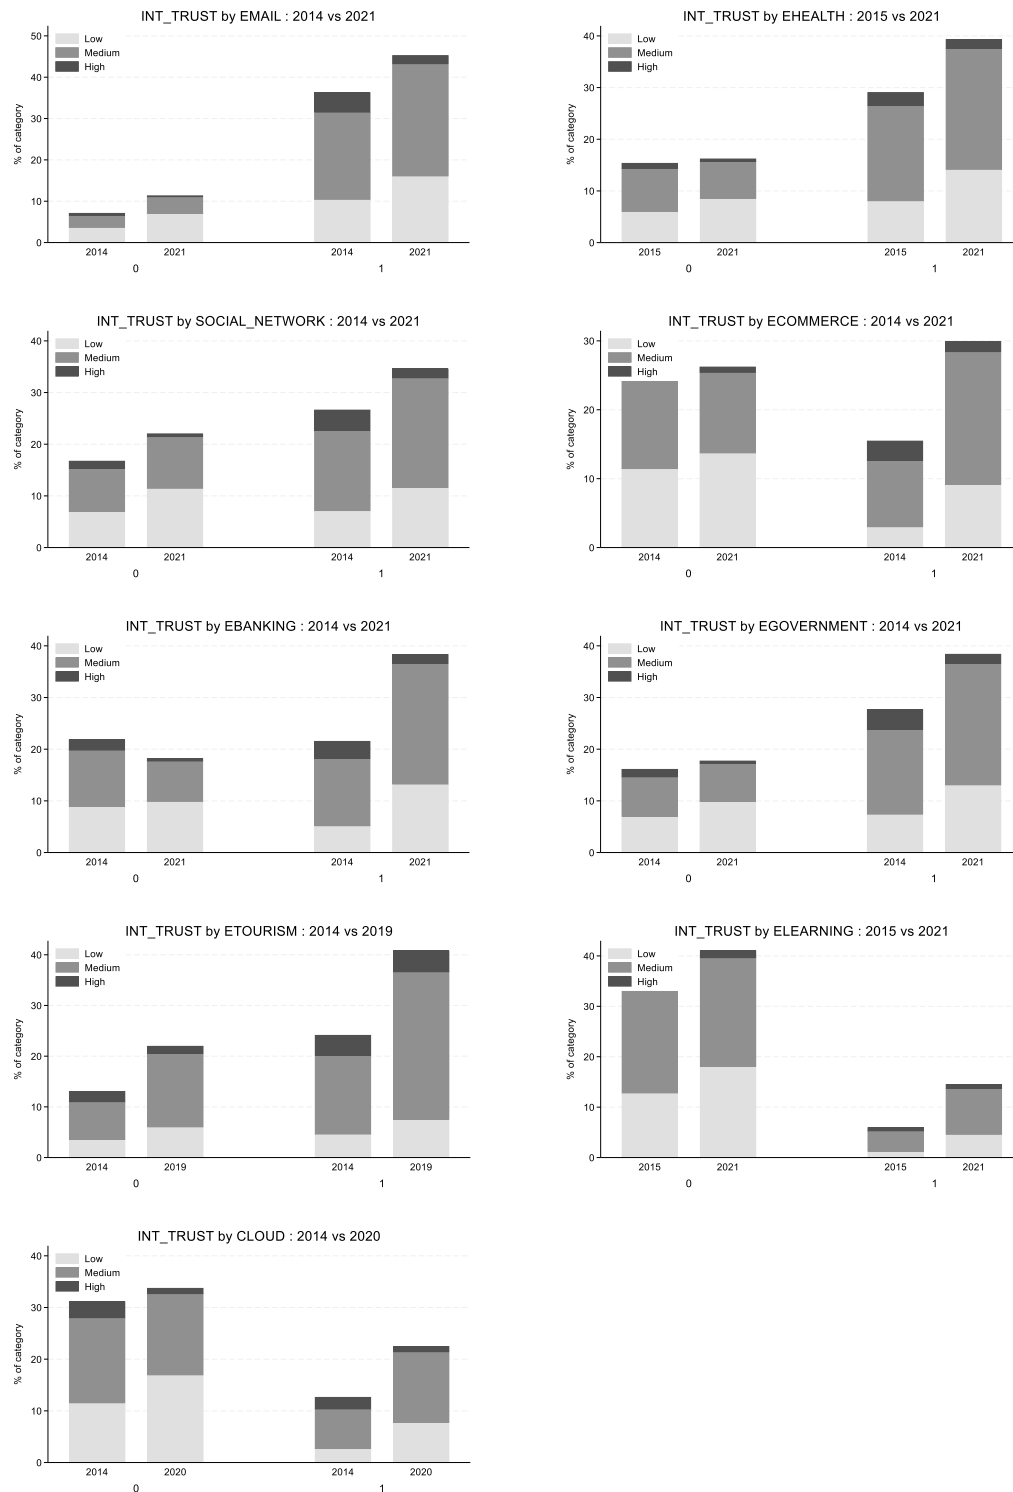 INT_TRUST by EMAIL : 2014 vs 2021
Low
Medium
High
% of category
50
40
30
20
10
0
2014 2021 2014 2021
0 1
INT_TRUST by EHEALTH : 2015 vs 2021
Low
Medium
High
% of category
40
30
20
10
0
2015 2021 2015 2021
0 1
INT_TRUST by SOCIAL_NETWORK : 2014 vs 2021
Low
Medium
High
% of category
40
30
20
10
0
2014 2021 2014 2021
0 1
INT_TRUST by ECOMMERCE : 2014 vs 2021
Low
Medium
High
% of category
30
20
10
0
2014 2021 2014 2021
0 1
INT_TRUST by EBANKING : 2014 vs 2021
Low
Medium
High
% of category
40
30
20
10
0
2014 2021 2014 2021
0 1
INT_TRUST by EGOVERNMENT : 2014 vs 2021
Low
Medium
High
% of category
40
30
20
10
0
2014 2021 2014 2021
0 1
INT_TRUST by ETOURISM : 2014 vs 2019
Low
Medium
High
% of category
40
30
20
10
0
2014 2019 2014 2019
0 1
INT_TRUST by ELEARNING : 2015 vs 2021
Low
Medium
High
% of category
40
30
20
10
0
2015 2021 2015 2021
0 1
INT_TRUST by CLOUD : 2014 vs 2020
Low
Medium
High
% of category
40
30
20
10
0
2014 2020 2014 2020
0 1